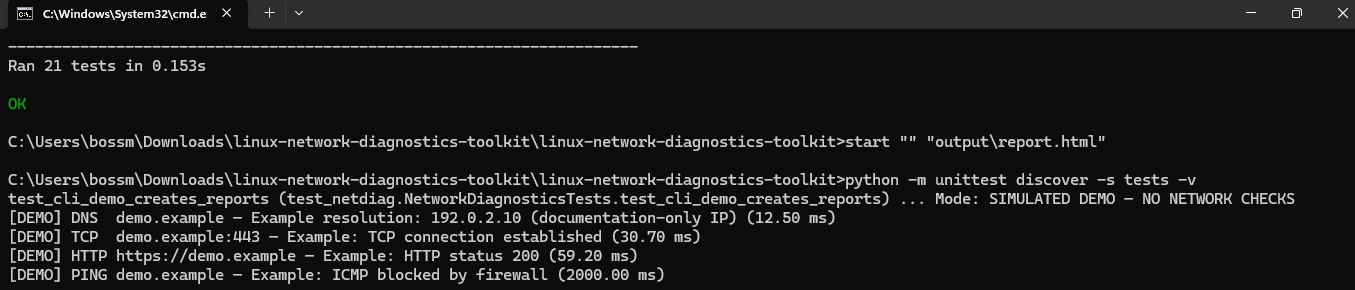 C:\Windows\System32\cmd.e
----------------------------------------------------------------------
Ran 21 tests in 0.153s
OK
C:\Users\bossm\Downloads\linux-network-diagnostics-toolkit\linux-network-diagnostics-toolkit>start "" "output\report.html"
C:\Users\bossm\Downloads\linux-network-diagnostics-toolkit\linux-network-diagnostics-toolkit>python -m unittest discover -s tests -v
test_cli_demo_creates_reports (test_netdiag.NetworkDiagnosticsTests.test_cli_demo_creates_reports) ... Mode: SIMULATED DEMO — NO NETWORK CHECKS
[DEMO] DNS  demo.example — Example resolution: 192.0.2.10 (documentation-only IP) (12.50 ms)
[DEMO] TCP  demo.example:443 — Example: TCP connection established (30.70 ms)
[DEMO] HTTP https://demo.example — Example: HTTP status 200 (59.20 ms)
[DEMO] PING demo.example — Example: ICMP blocked by firewall (2000.00 ms)